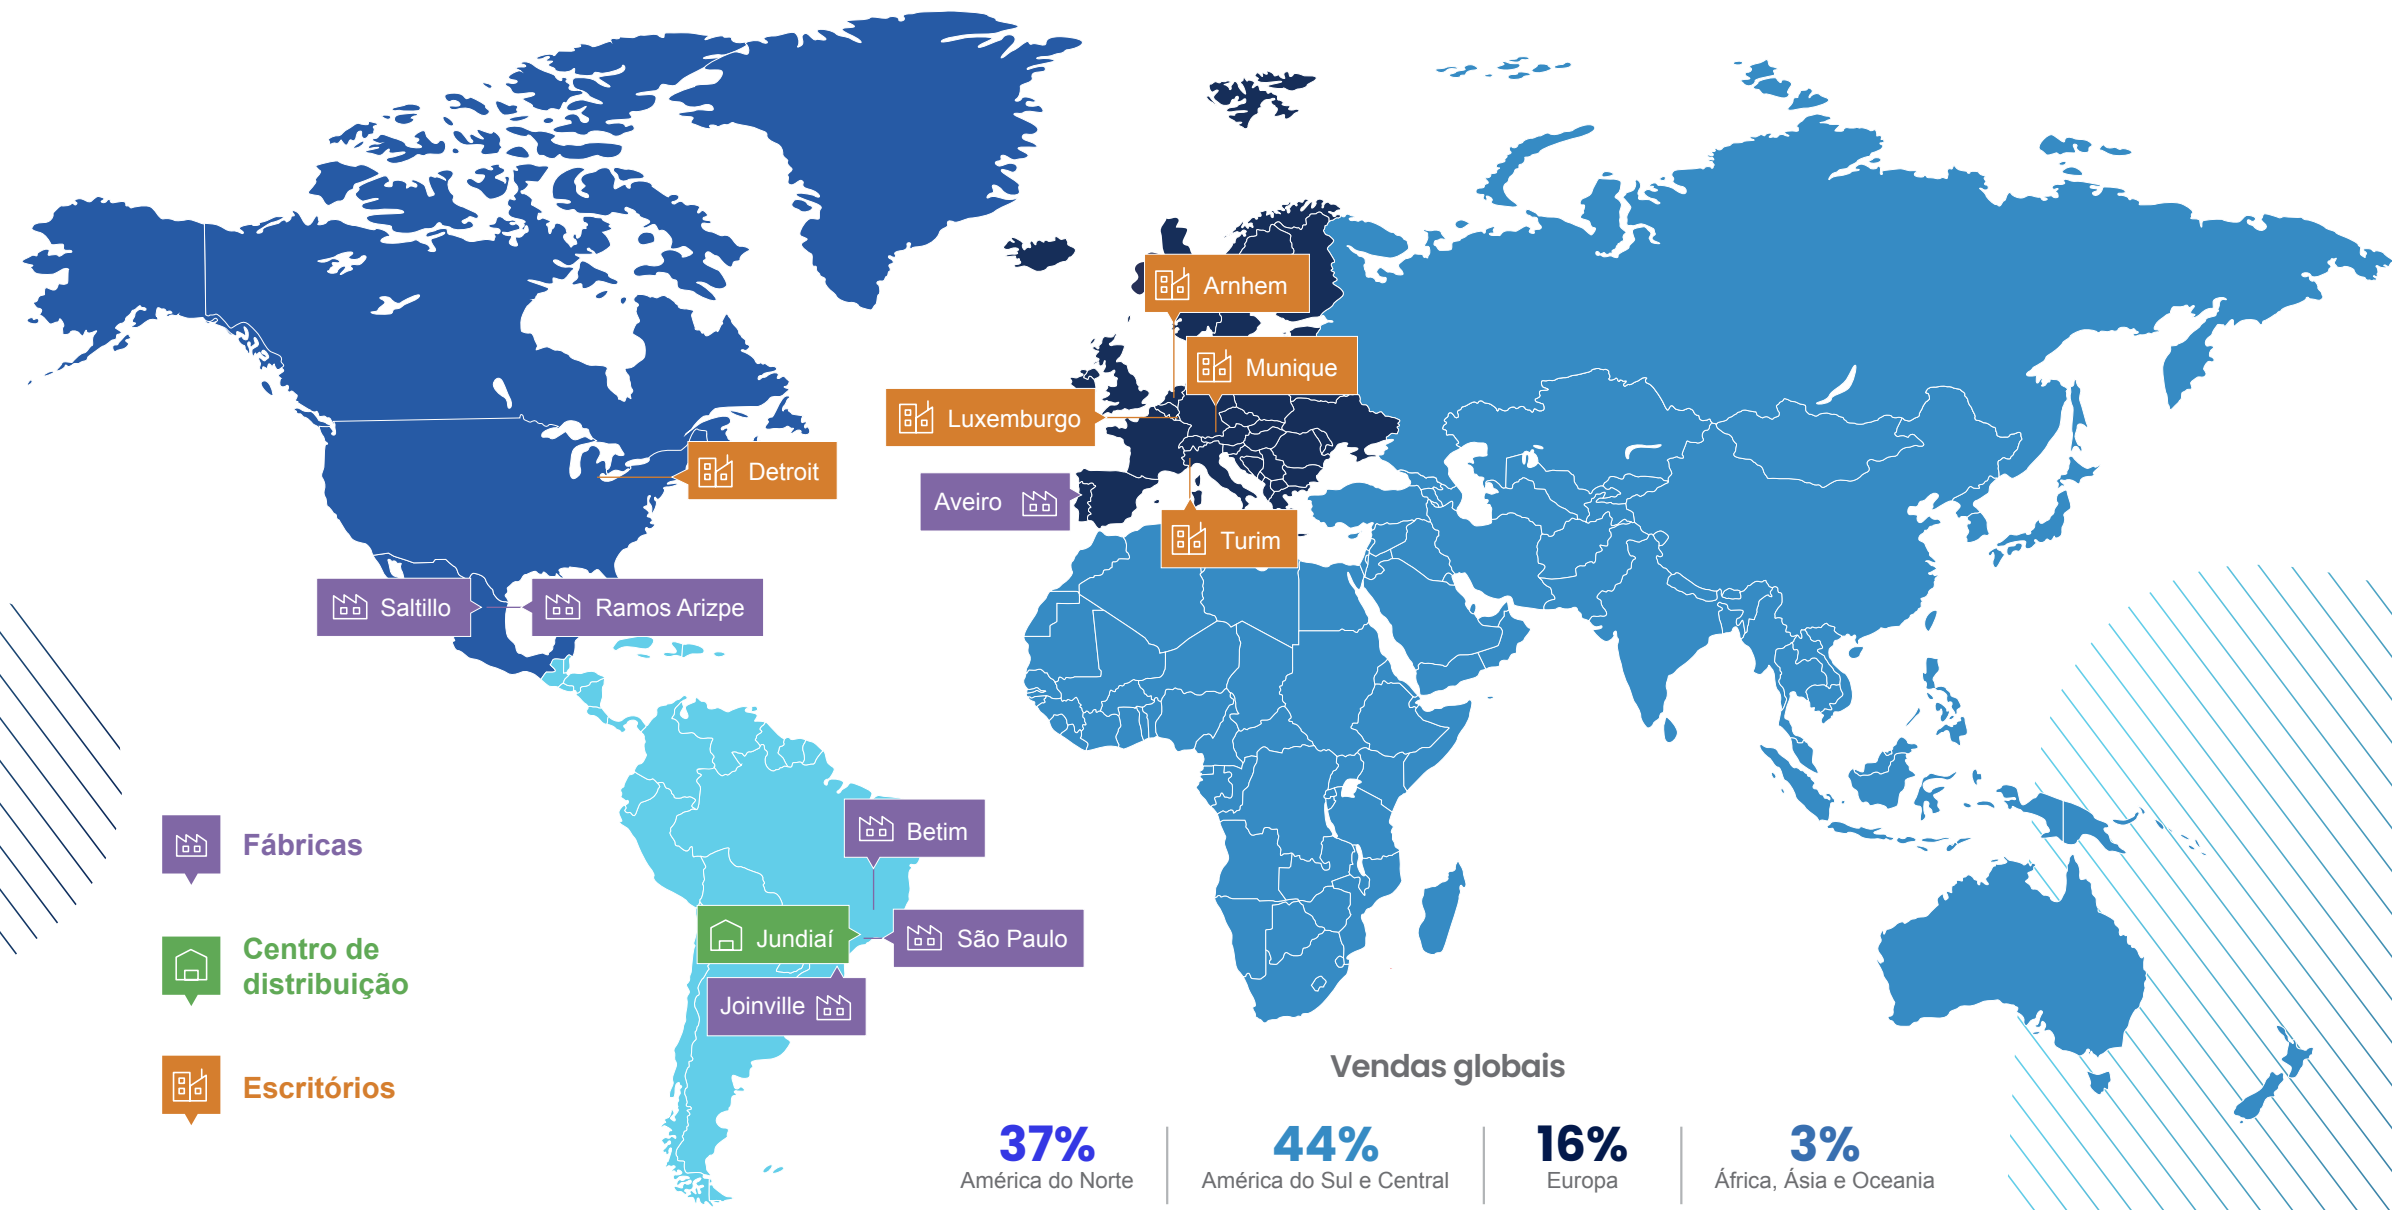 Arnhem
Munique
Luxemburgo
Detroit
Aveiro
Turim
Saltillo
Ramos Arizpe
Betim
Jundiaí
São Paulo
Joinville
Fábricas
Centro de
distribuição
Escritórios
Vendas globais
37%
América do Norte
44%
América do Sul e Central
16%
Europa
3%
África, Ásia e Oceania